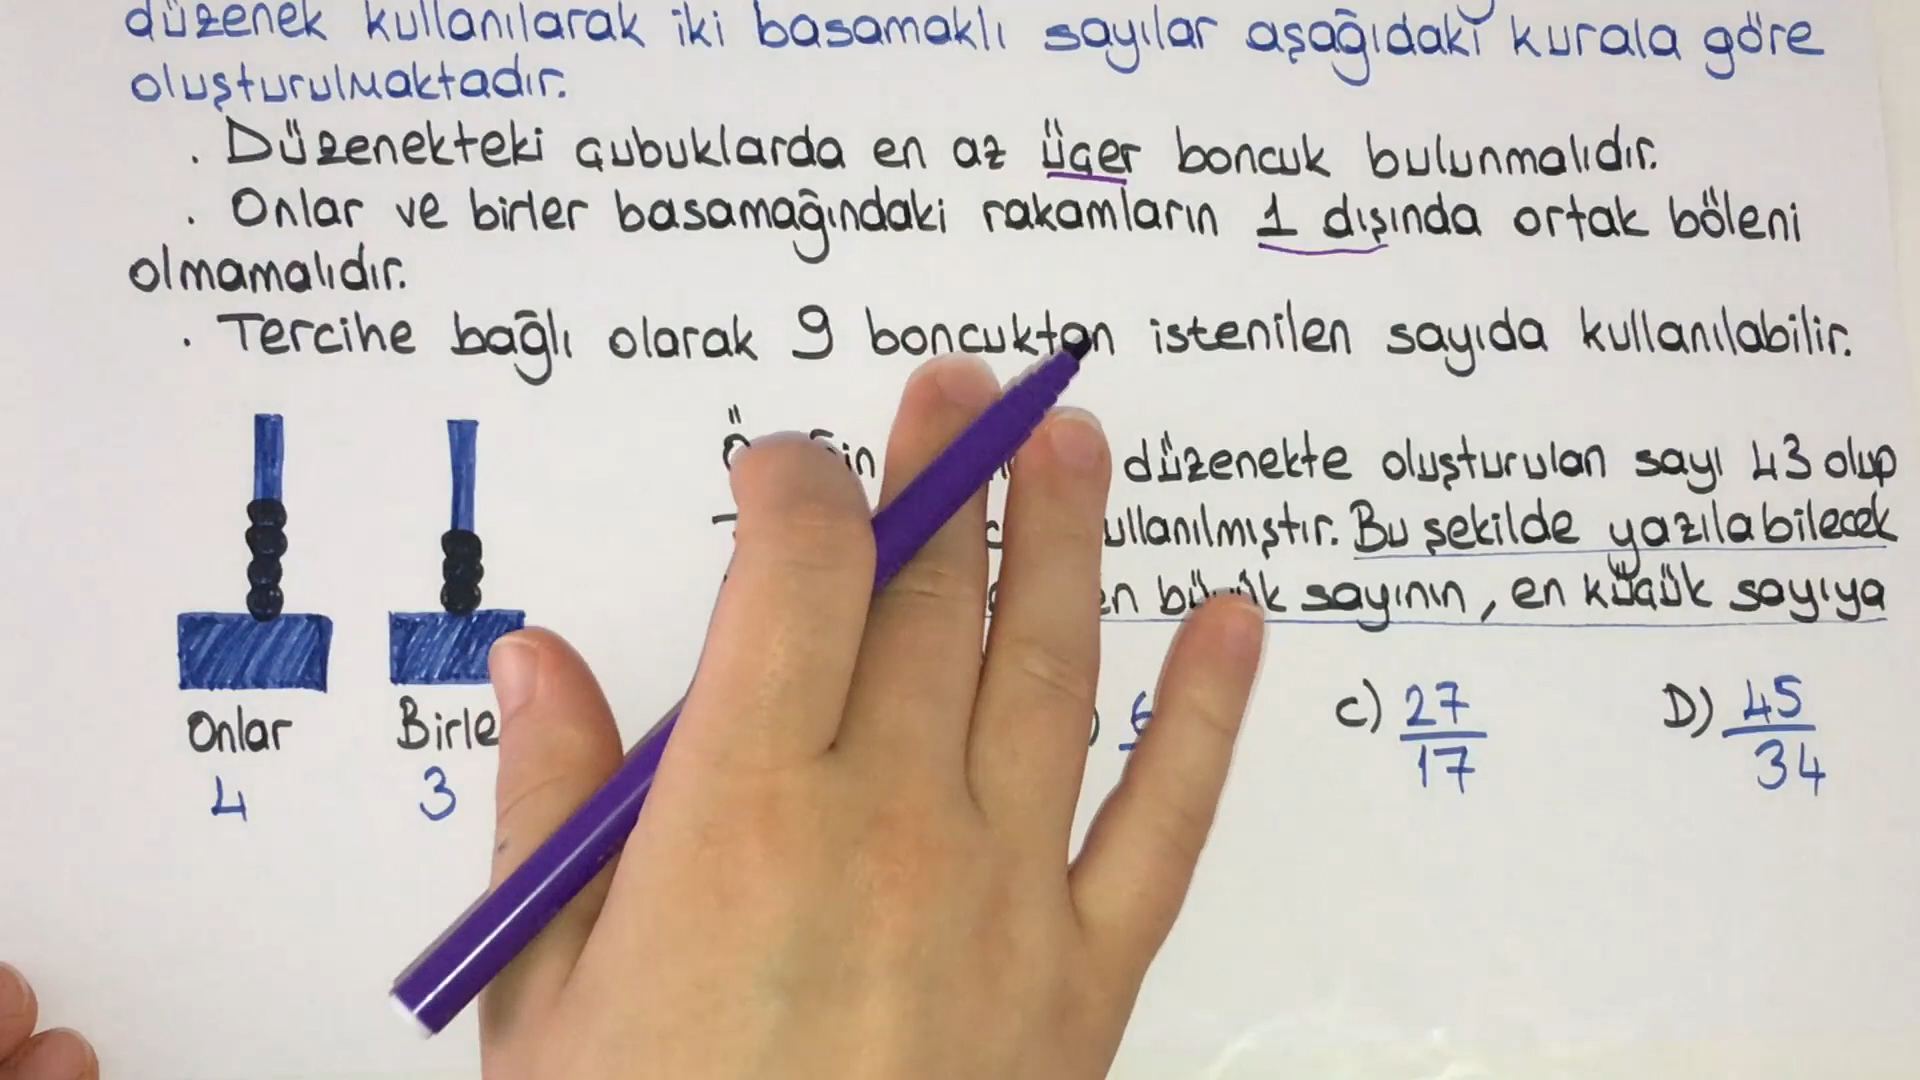 düzenek kullanılarak iki basamaklı sayılar aşağıdaki kurala göre
oluşturulmaktadır.
. Düzenekteki çubuklarda en az üçer boncuk bulunmalıdır.
. Onlar ve birler basamağındaki rakamların 1 dışında ortak böleni
olmamalıdır.
. Tercihe bağlı olarak 9 boncuktan istenilen sayıda kullanılabilir.
düzenekte oluşturulan sayı 43 olup
kullanılmıştır. Bu şekilde yazılabilecek
en büyük sayının, en küçük sayıya
C) 27/17 D) 45/34
Onlar
4 3